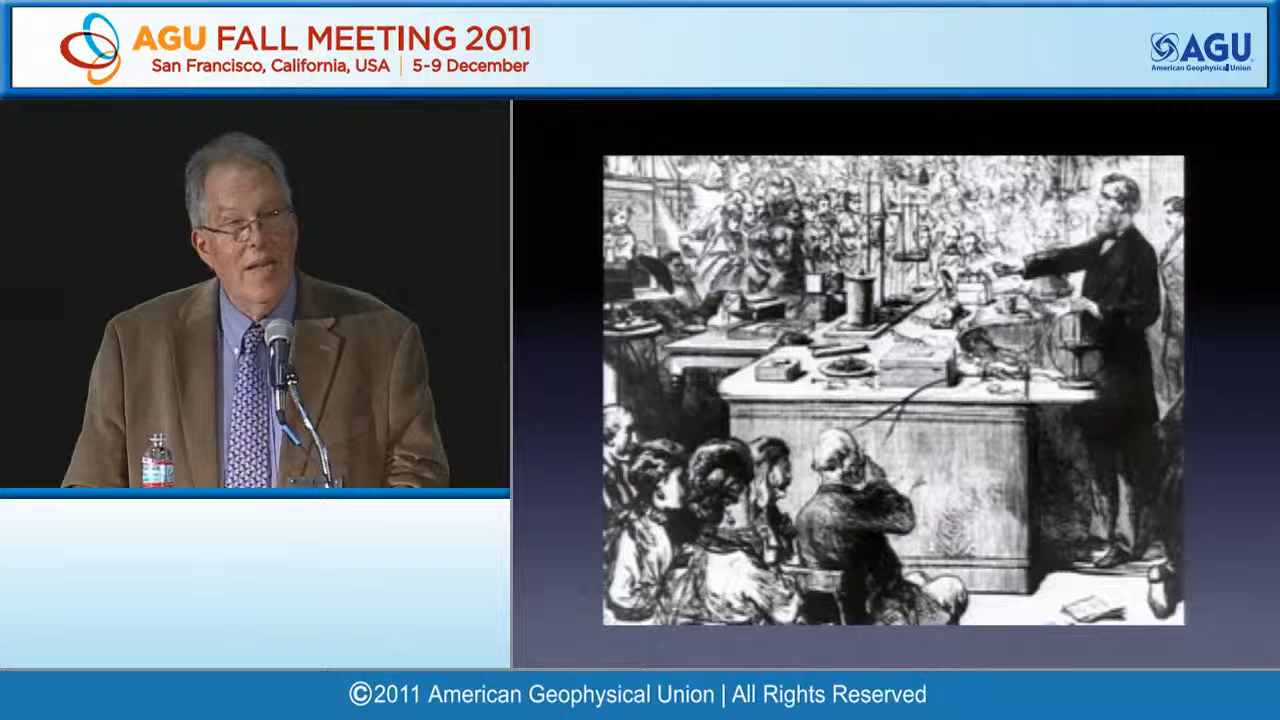 AGU FALL MEETING 2011
San Francisco, California, USA | 5-9 December
AGU
American Geophysical Union
©2011 American Geophysical Union | All Rights Reserved